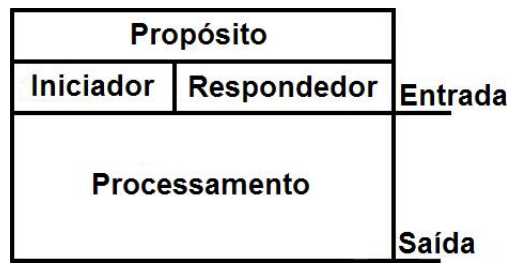 Propósito
Iniciador Respondedor Entrada
Processamento
Saída